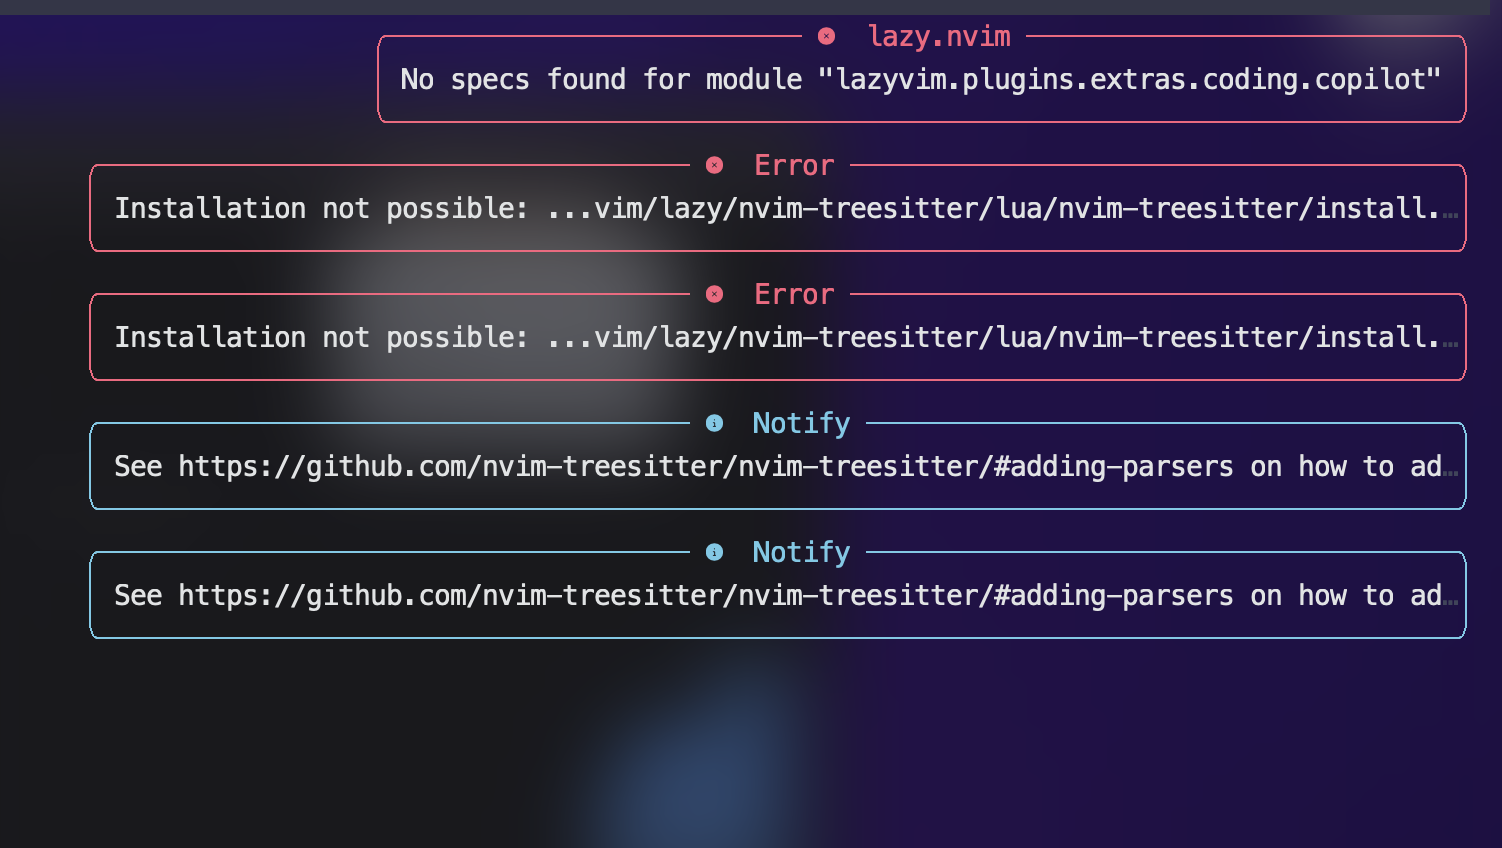 lazy.nvim
No specs found for module "lazyvim.plugins.extras.coding.copilot"
Error
Installation not possible: ...vim/lazy/nvim-treesitter/lua/nvim-treesitter/install.…
Error
Installation not possible: ...vim/lazy/nvim-treesitter/lua/nvim-treesitter/install.…
Notify
See https://github.com/nvim-treesitter/nvim-treesitter/#adding-parsers on how to ad…
Notify
See https://github.com/nvim-treesitter/nvim-treesitter/#adding-parsers on how to ad…